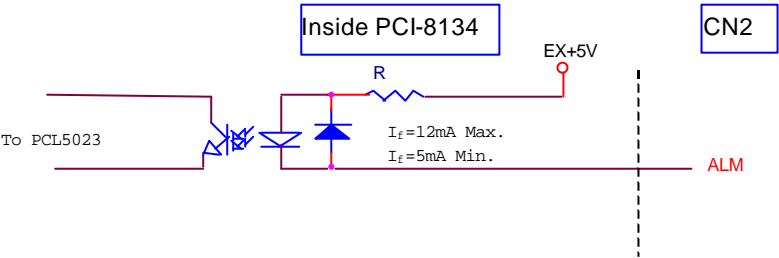 Inside PCI-8134
CN2
EX+5V
R
To PCL5023
If=12mA Max.
If=5mA Min.
ALM